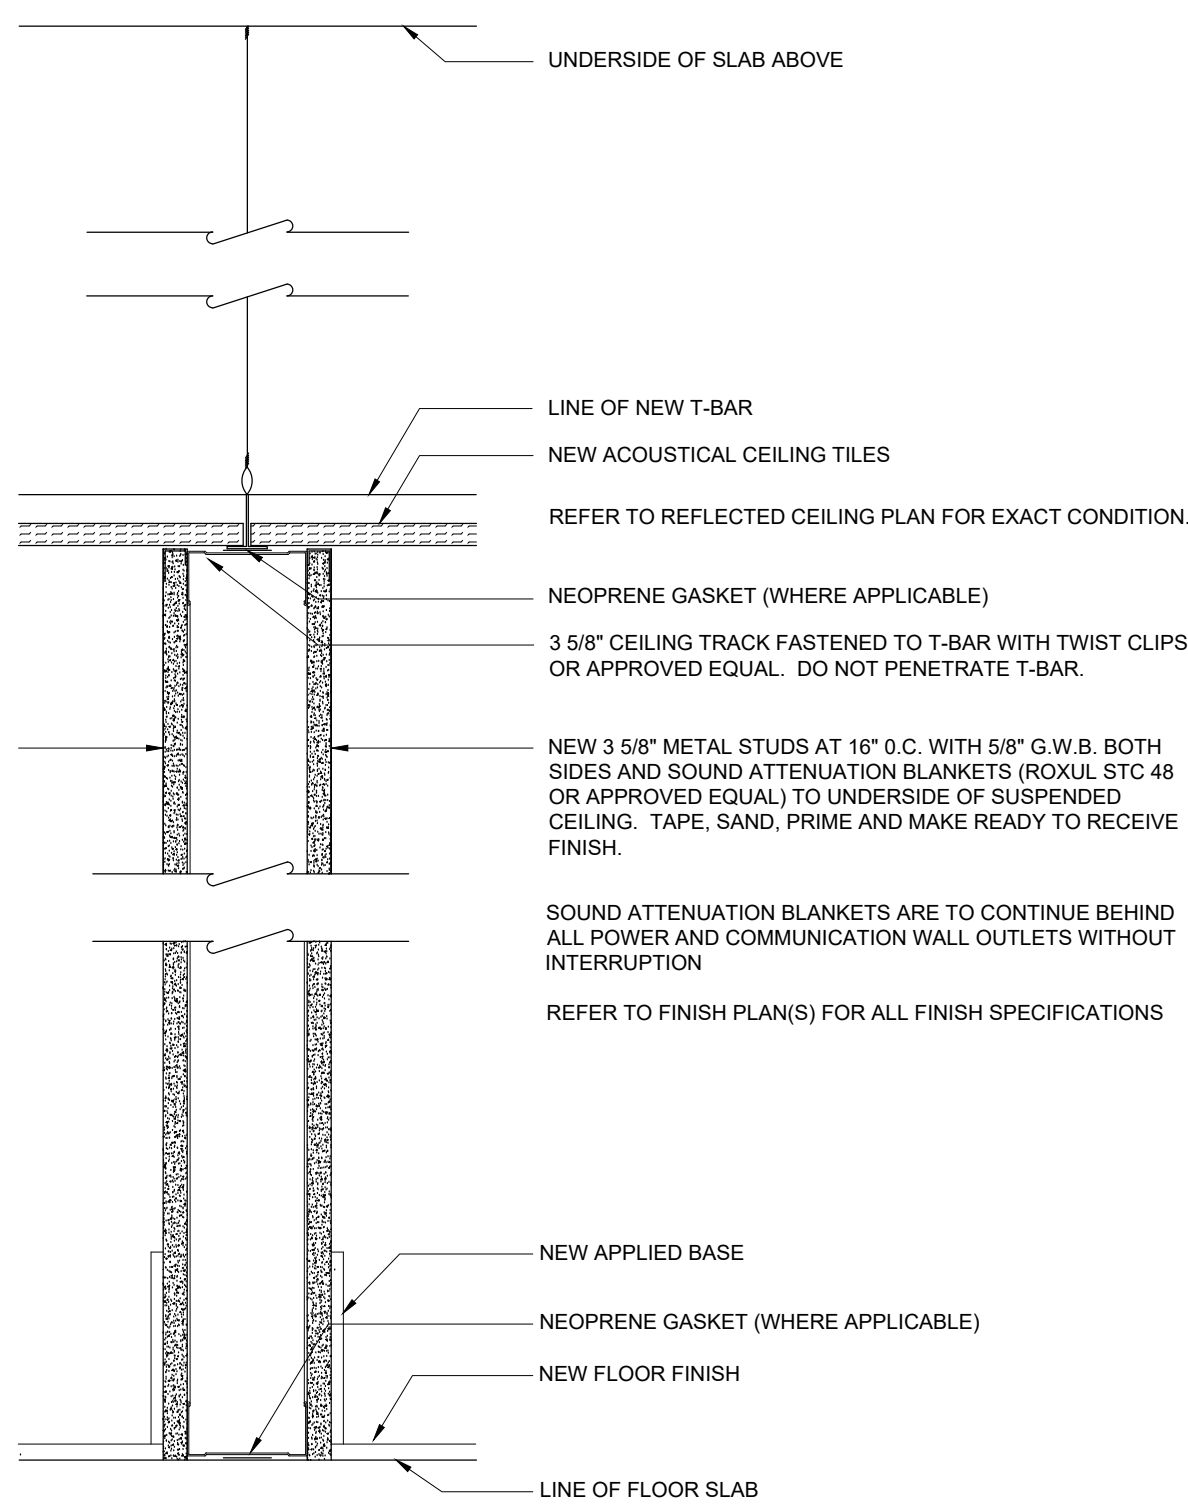 UNDERSIDE OF SLAB ABOVE
LINE OF NEW T-BAR
NEW ACOUSTICAL CEILING TILES
REFER TO REFLECTED CEILING PLAN FOR EXACT CONDITION.
NEOPRENE GASKET (WHERE APPLICABLE)
3 5/8" CEILING TRACK FASTENED TO T-BAR WITH TWIST CLIPS
OR APPROVED EQUAL. DO NOT PENETRATE T-BAR.
NEW 3 5/8" METAL STUDS AT 16" 0.C. WITH 5/8" G.W.B. BOTH
SIDES AND SOUND ATTENUATION BLANKETS (ROXUL STC 48
OR APPROVED EQUAL) TO UNDERSIDE OF SUSPENDED
CEILING. TAPE, SAND, PRIME AND MAKE READY TO RECEIVE
FINISH.
SOUND ATTENUATION BLANKETS ARE TO CONTINUE BEHIND
ALL POWER AND COMMUNICATION WALL OUTLETS WITHOUT
INTERRUPTION
REFER TO FINISH PLAN(S) FOR ALL FINISH SPECIFICATIONS
NEW APPLIED BASE
NEOPRENE GASKET (WHERE APPLICABLE)
NEW FLOOR FINISH
LINE OF FLOOR SLAB